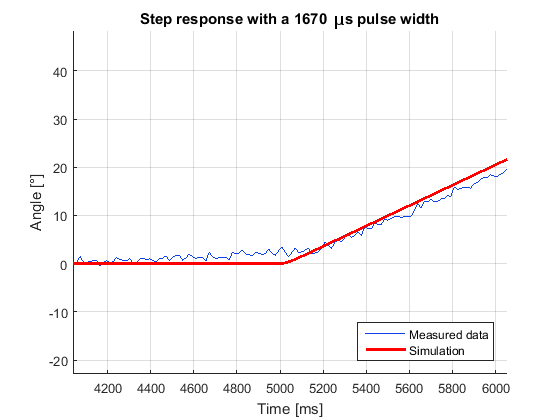 Step response with a 1670 μs pulse width
Angle [°]
40
30
20
10
0
-10
-20
4200 4400 4600 4800 5000 5200 5400 5600 5800 6000
Time [ms]
Measured data
Simulation